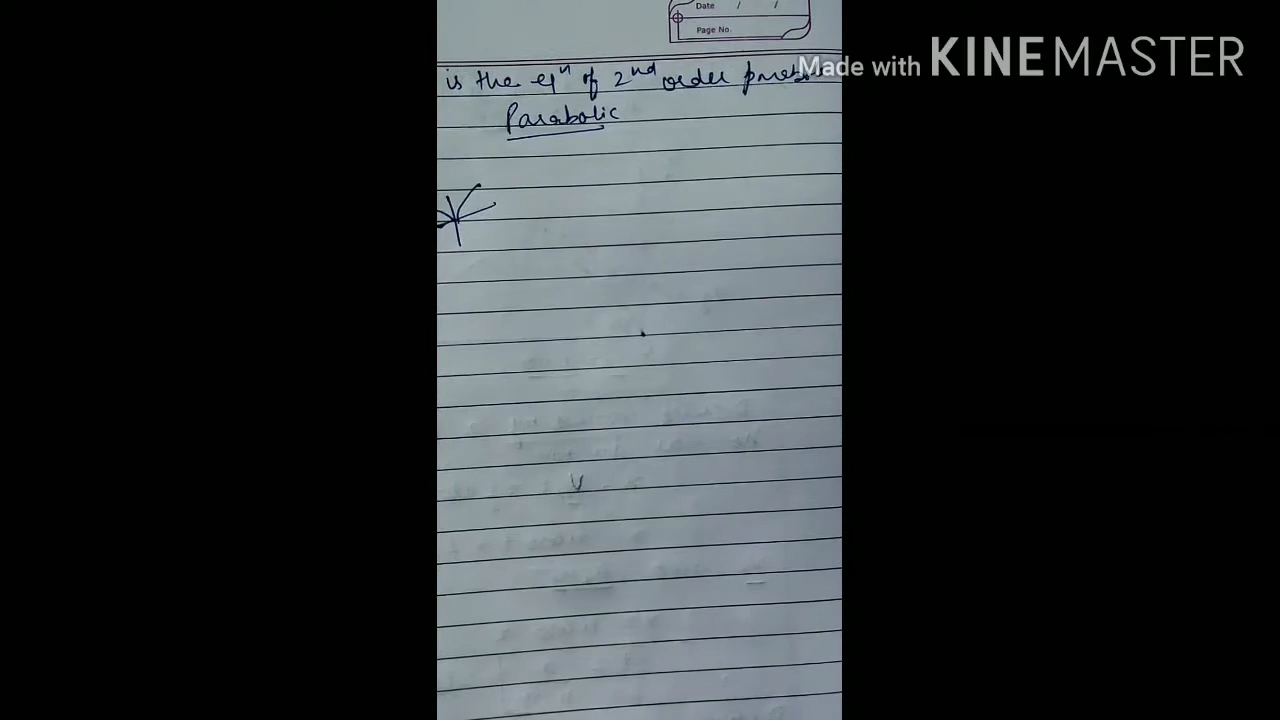 Date / /
Page No.
Made with KINEMASTER
is the eqⁿ of 2nd order
Parabolic